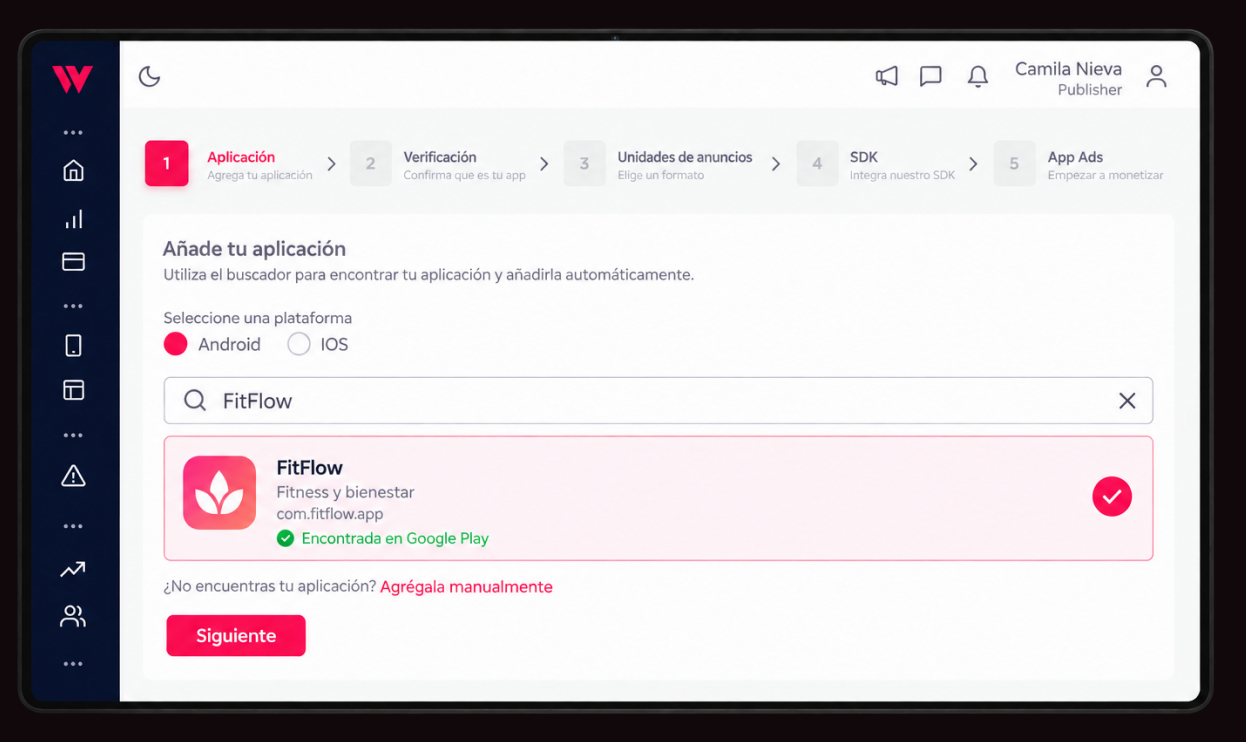 Camila Nieva
Publisher
1
Aplicación
Agrega tu aplicación
2
Verificación
Confirma que es tu app
3
Unidades de anuncios
Elige un formato
4
SDK
Integra nuestro SDK
5
App Ads
Empezar a monetizar
Añade tu aplicación
Utiliza el buscador para encontrar tu aplicación y añadirla automáticamente.
Seleccione una plataforma
Android
IOS
FitFlow
FitFlow
Fitness y bienestar
com.fitflow.app
Encontrada en Google Play
¿No encuentras tu aplicación? Agrégala manualmente
Siguiente